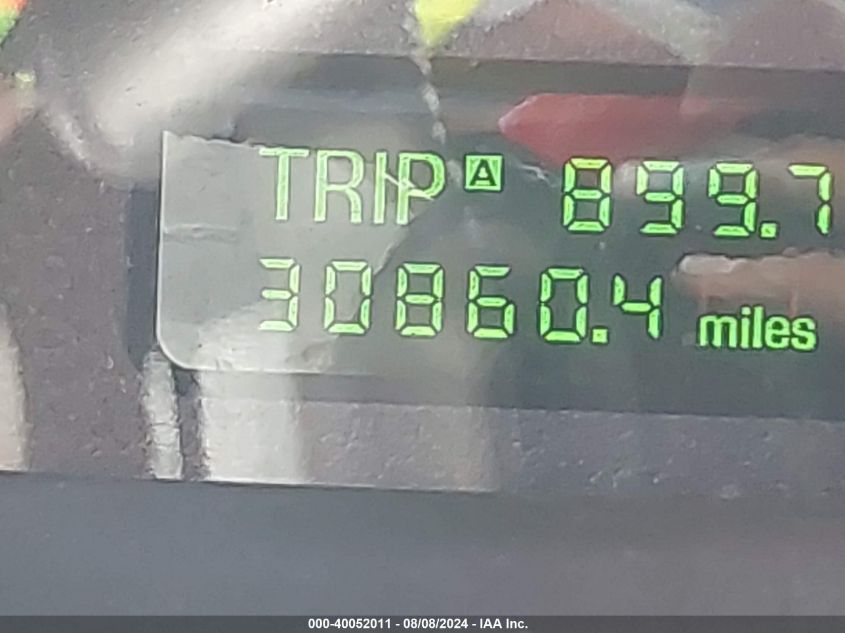 TRIP A 899.7
30860.4 miles
000-40052011 - 08/08/2024 - IAA Inc.